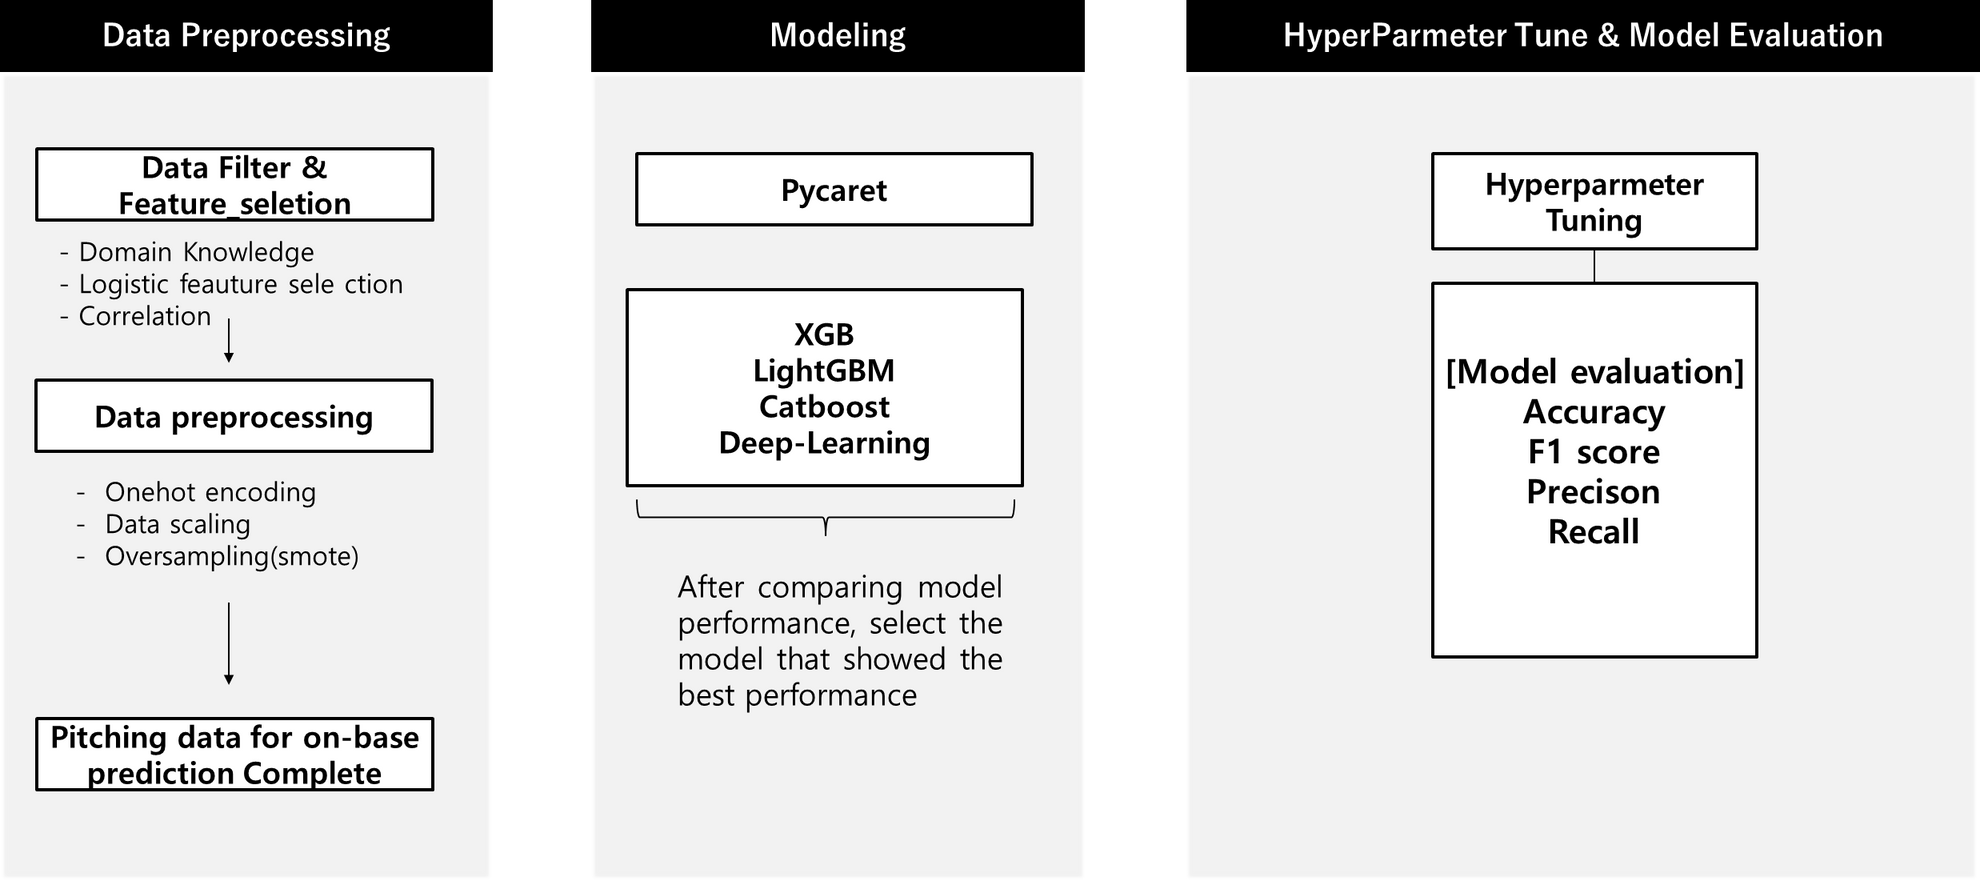 Data Preprocessing
Data Filter &
Feature_seletion
- Domain Knowledge
- Logistic feauture sele ction
- Correlation
Data preprocessing
- Onehot encoding
- Data scaling
- Oversampling(smote)
Pitching data for on-base
prediction Complete
Modeling
Pycaret
XGB
LightGBM
Catboost
Deep-Learning
After comparing model
performance, select the
model that showed the
best performance
HyperParmeter Tune & Model Evaluation
Hyperparmeter
Tuning
[Model evaluation]
Accuracy
F1 score
Precison
Recall